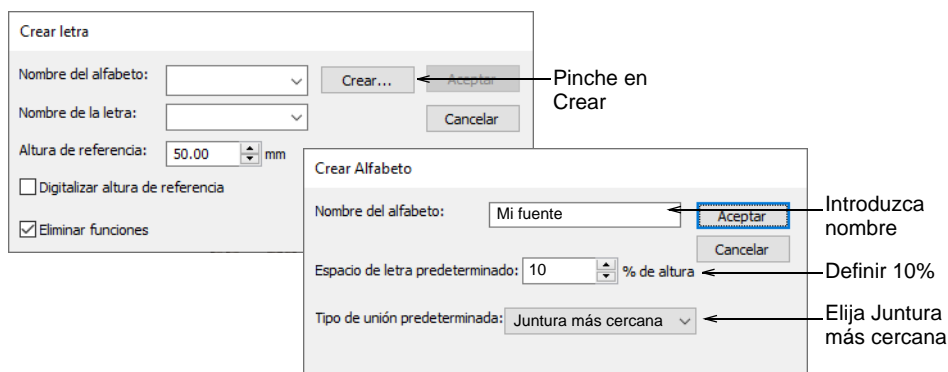 Crear letra
Nombre del alfabeto:
Crear...
Aceptar
Pinche en
Crear
Nombre de la letra:
Cancelar
Altura de referencia:
50.00
mm
Digitalizar altura de referencia
Eliminar funciones
Crear Alfabeto
Nombre del alfabeto:
Mi fuente
Aceptar
Introduzca
nombre
Cancelar
Espacio de letra predeterminado:
10
% de altura
Definir 10%
Tipo de unión predeterminada:
Juntura más cercana
Elija Juntura
más cercana